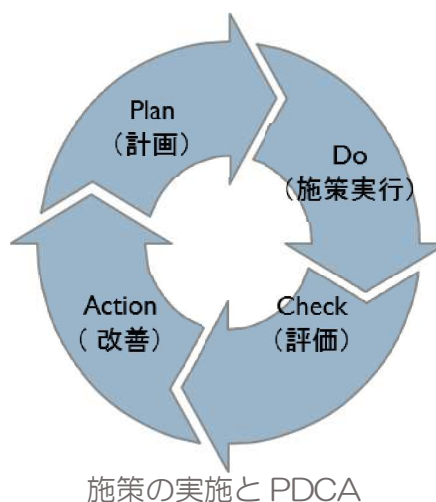 Plan
（計画）
Do
（施策実行）
Check
（評価）
Action
（ 改善）
施策の実施と PDCA